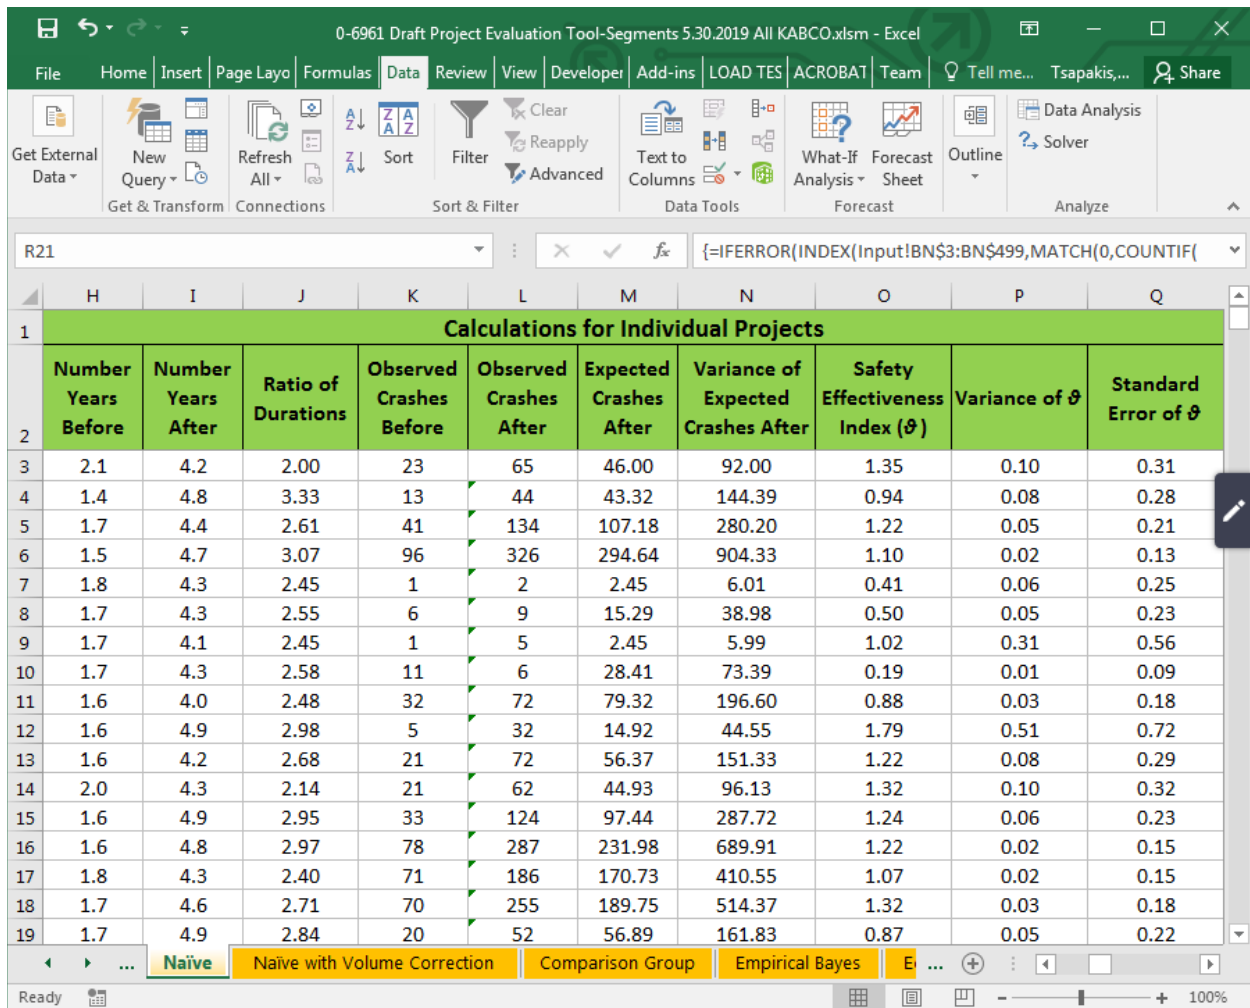 0-6961 Draft Project Evaluation Tool-Segments 5.30.2019 All KABCO.xlsm - Excel
File Home Insert Page Layo Formulas Data Review View Developer Add-ins LOAD TES ACROBAT Team Tell me... Tsapakis,... Share
Get External Data
New Query
Refresh All
Sort
Filter
Clear
Reapply
Advanced
Text to Columns
What-If Analysis
Forecast Sheet
Outline
Data Analysis
Solver
Get & Transform Connections Sort & Filter Data Tools Forecast Analyze
R21 fx {=IFERROR(INDEX(Input!BN$3:BN$499,MATCH(0,COUNTIF(
H I J K L M N O P Q
1 Calculations for Individual Projects
2 Number Years Before Number Years After Ratio of Durations Observed Crashes Before Observed Crashes After Expected Crashes After Variance of Expected Crashes After Safety Effectiveness Index (ϑ) Variance of ϑ Standard Error of ϑ
3 2.1 4.2 2.00 23 65 46.00 92.00 1.35 0.10 0.31
4 1.4 4.8 3.33 13 44 43.32 144.39 0.94 0.08 0.28
5 1.7 4.4 2.61 41 134 107.18 280.20 1.22 0.05 0.21
6 1.5 4.7 3.07 96 326 294.64 904.33 1.10 0.02 0.13
7 1.8 4.3 2.45 1 2 2.45 6.01 0.41 0.06 0.25
8 1.7 4.3 2.55 6 9 15.29 38.98 0.50 0.05 0.23
9 1.7 4.1 2.45 1 5 2.45 5.99 1.02 0.31 0.56
10 1.7 4.3 2.58 11 6 28.41 73.39 0.19 0.01 0.09
11 1.6 4.0 2.48 32 72 79.32 196.60 0.88 0.03 0.18
12 1.6 4.9 2.98 5 32 14.92 44.55 1.79 0.51 0.72
13 1.6 4.2 2.68 21 72 56.37 151.33 1.22 0.08 0.29
14 2.0 4.3 2.14 21 62 44.93 96.13 1.32 0.10 0.32
15 1.6 4.9 2.95 33 124 97.44 287.72 1.24 0.06 0.23
16 1.6 4.8 2.97 78 287 231.98 689.91 1.22 0.02 0.15
17 1.8 4.3 2.40 71 186 170.73 410.55 1.07 0.02 0.15
18 1.7 4.6 2.71 70 255 189.75 514.37 1.32 0.03 0.18
19 1.7 4.9 2.84 20 52 56.89 161.83 0.87 0.05 0.22
... Naïve Naïve with Volume Correction Comparison Group Empirical Bayes ...
Ready 100%